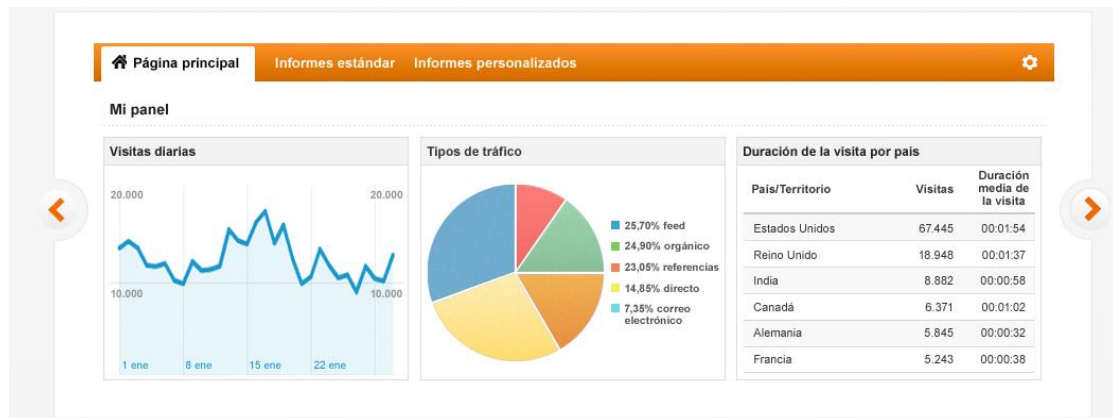 Página principal
Informes estándar
Informes personalizados
Mi panel
Visitas diarias
20.000
20.000
10.000
10.000
1 ene
8 ene
15 ene
22 ene
Tipos de tráfico
25,70% feed
24,90% orgánico
23,05% referencias
14,85% directo
7,35% correo
electrónico
Duración de la visita por país
País/Territorio Visitas Duración
media de
la visita
Estados Unidos 67.445 00:01:54
Reino Unido 18.948 00:01:37
India 8.882 00:00:58
Canadá 6.371 00:01:02
Alemania 5.845 00:00:32
Francia 5.243 00:00:38